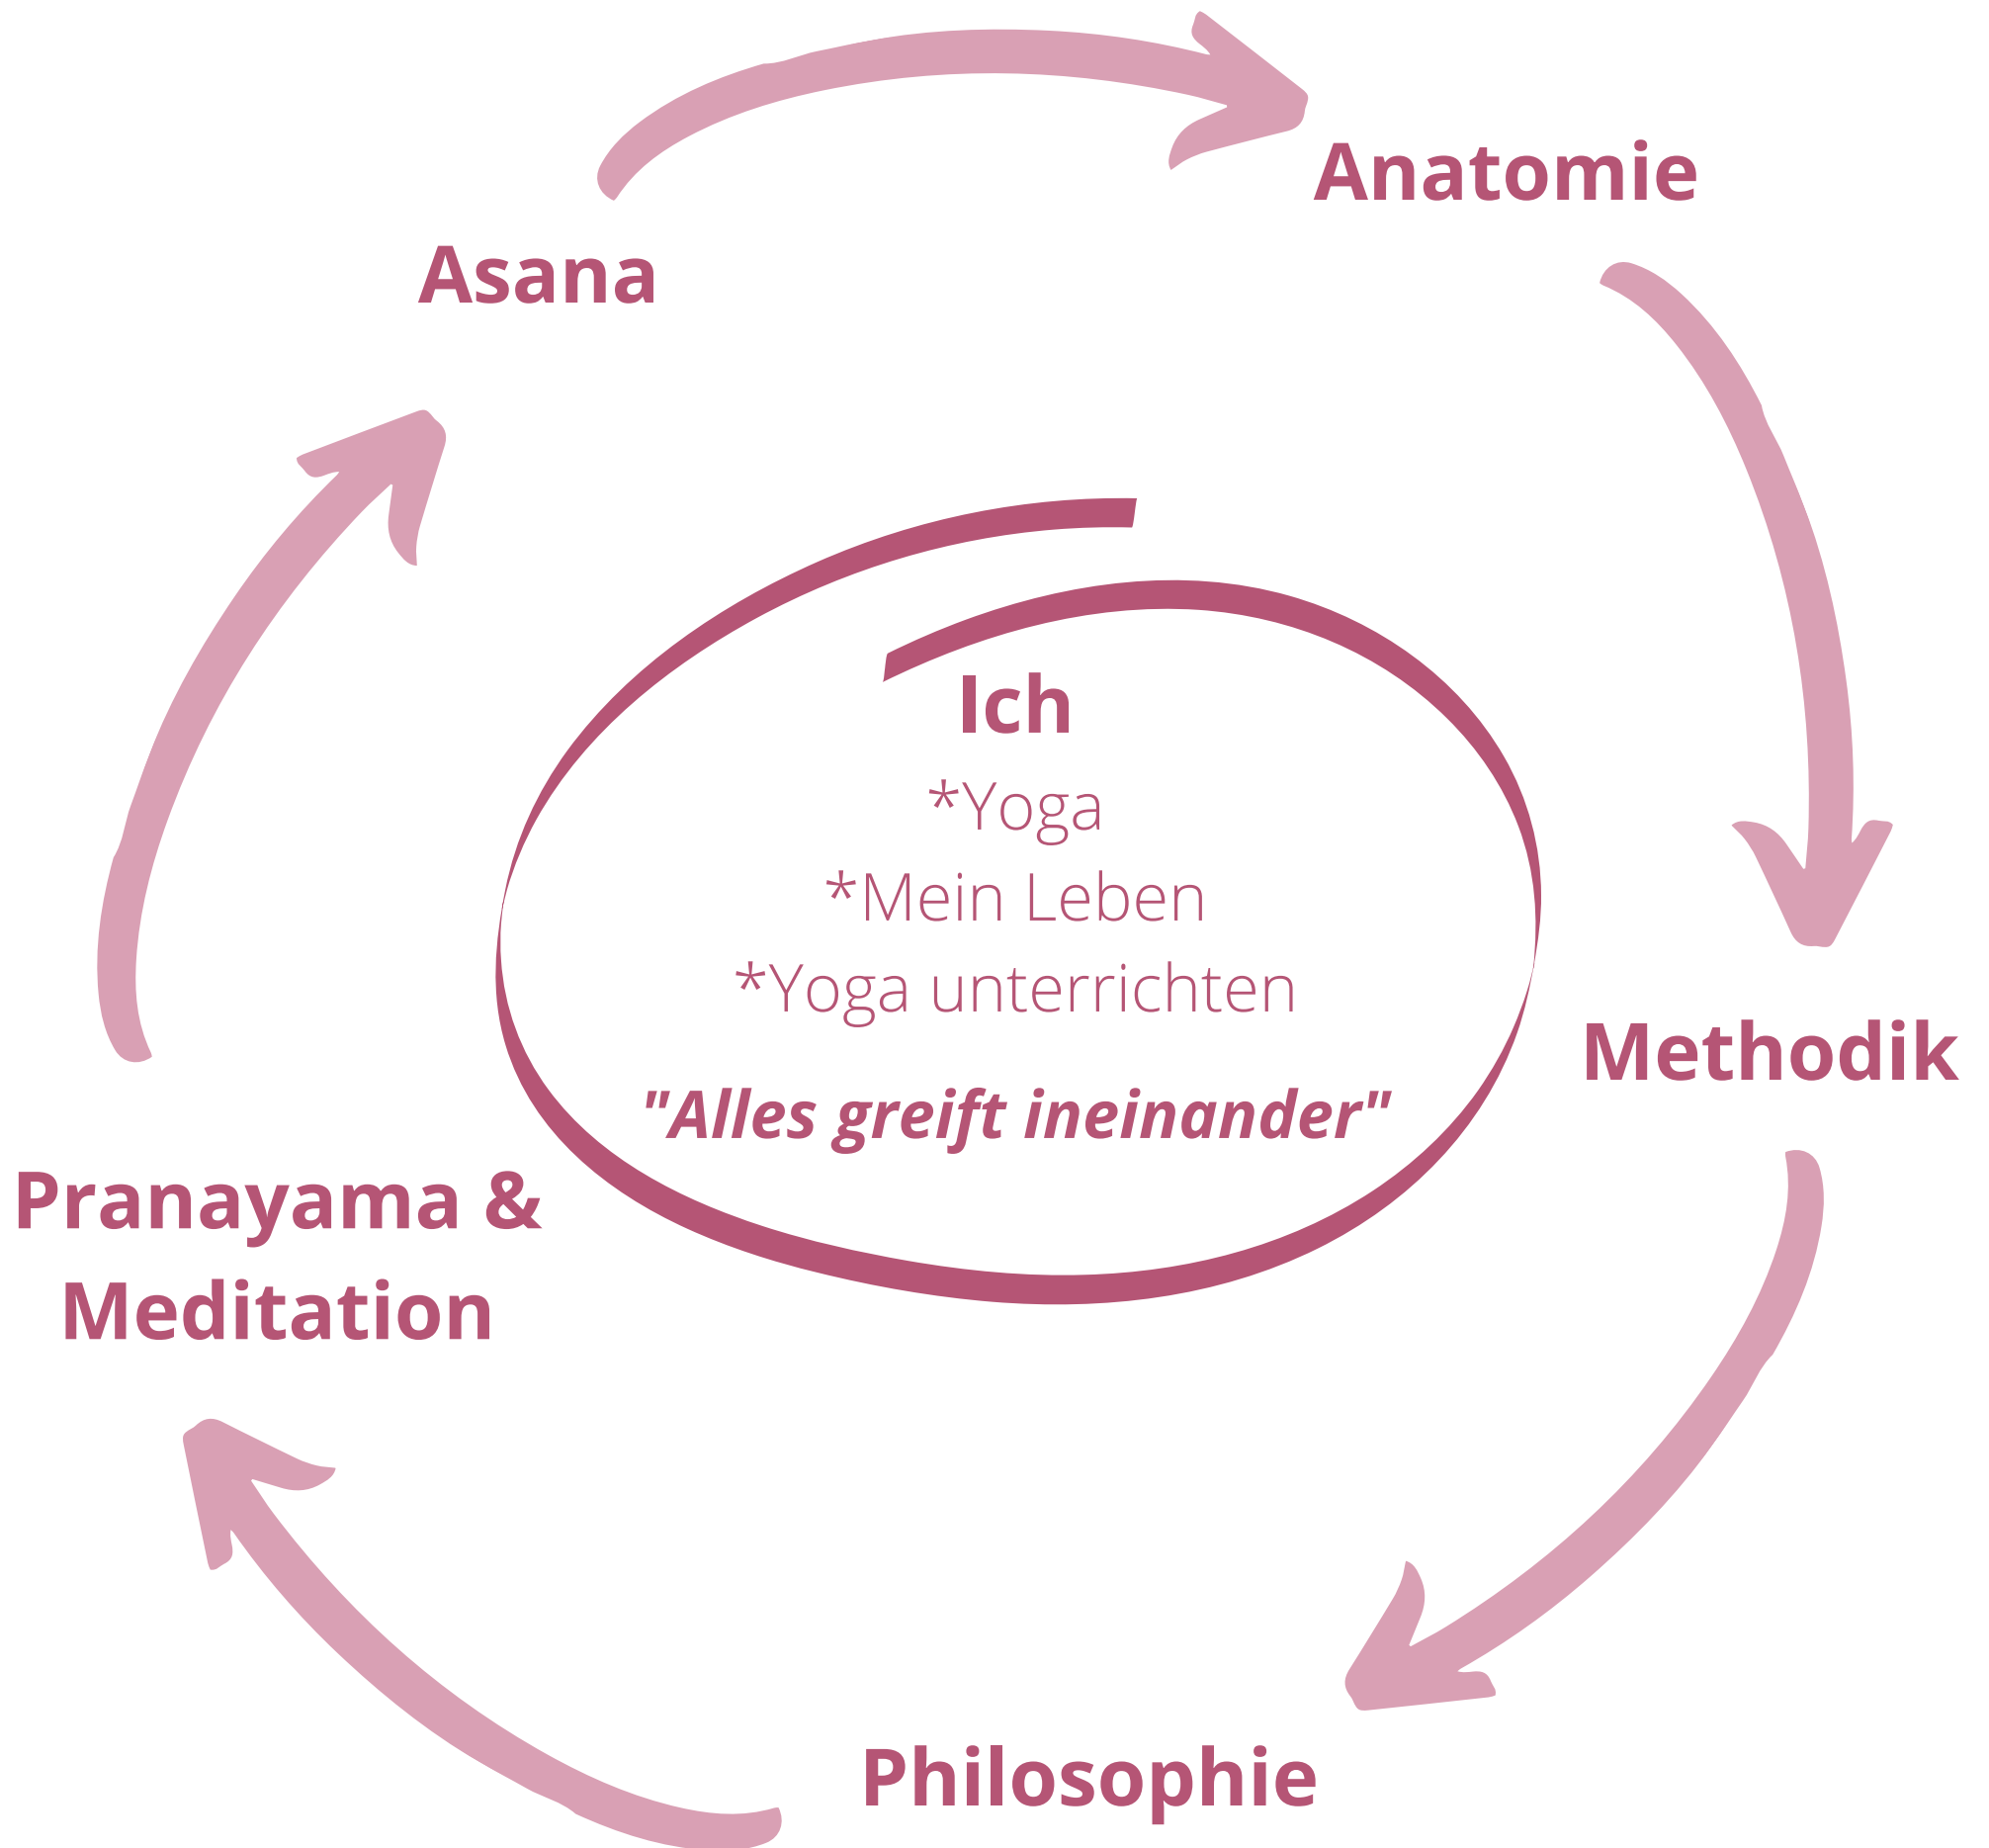 Anatomie
Asana
Ich
*Yoga
*Mein Leben
*Yoga unterrichten
""Alles greift ineinander""
Methodik
Pranayama &
Meditation
Philosophie